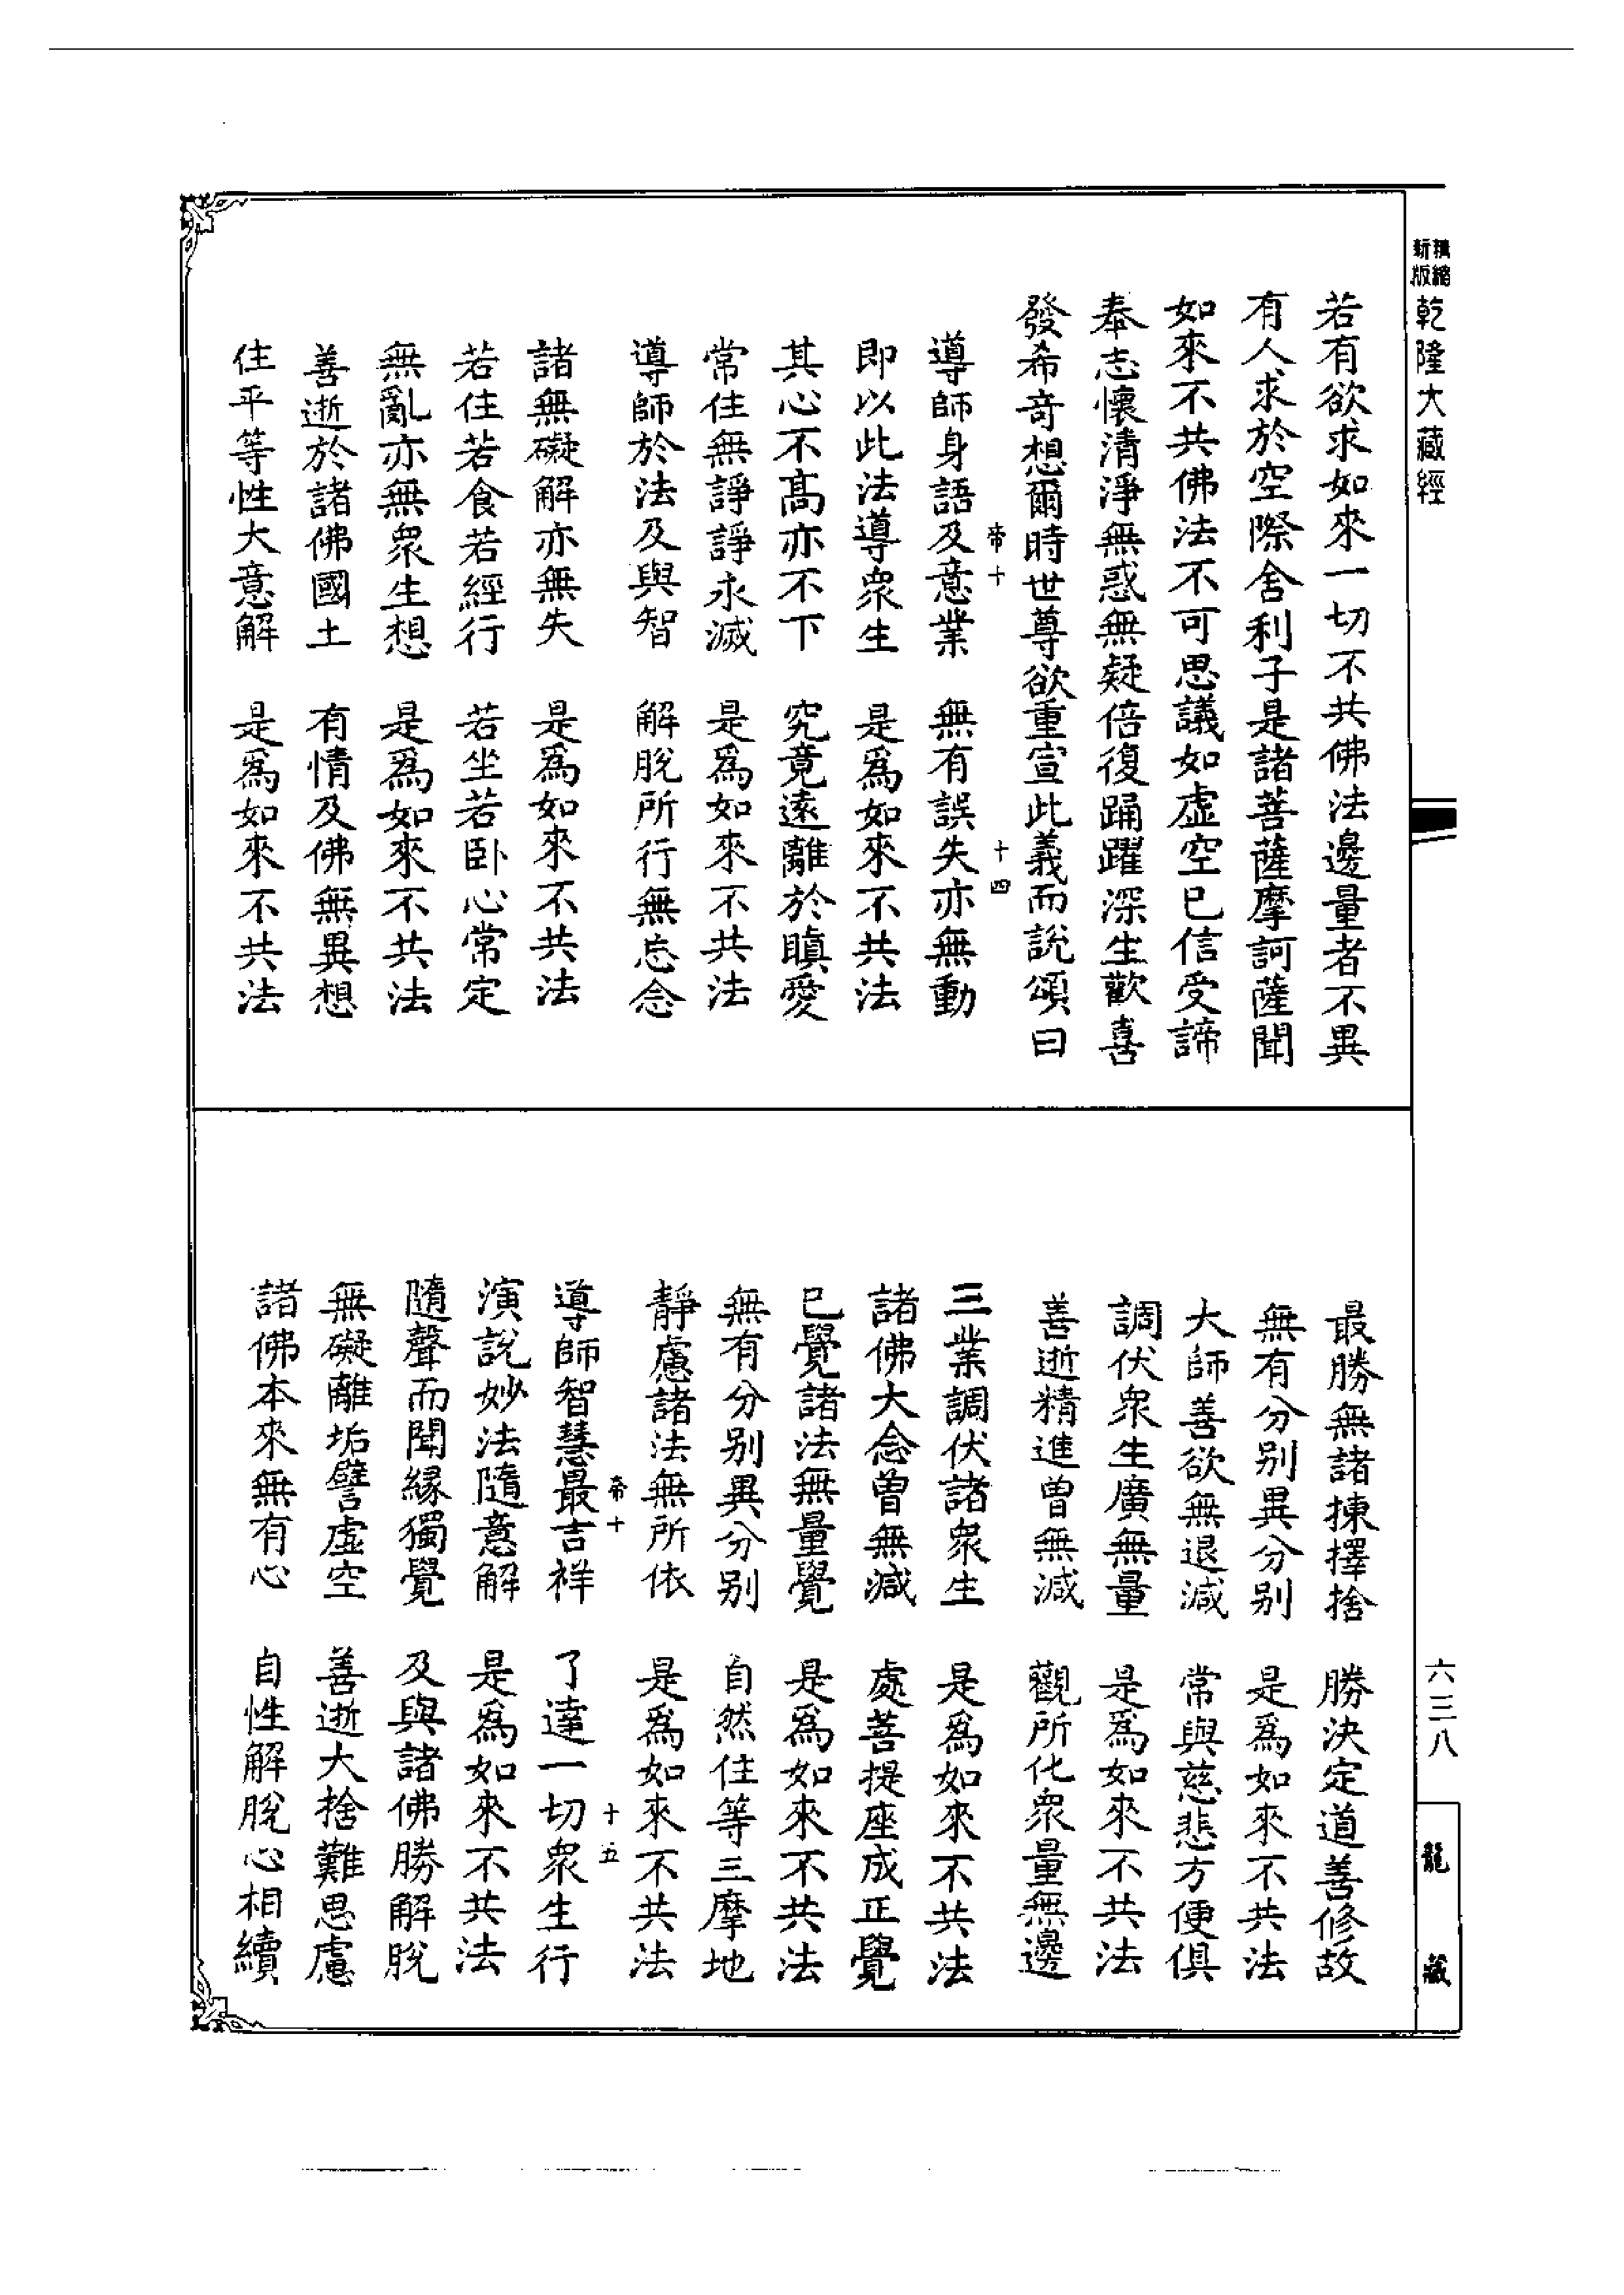 精縮新版乾隆大藏經
若有欲求如來一切不共佛法邊量者不異
有人求於空際舍利子是諸菩薩摩訶薩聞
如來不共佛法不可思議如虛空已信受諦
奉志懷清淨無惑無疑倍復踊躍深生歡喜
發希奇想爾時世尊欲重宣此義而說頌曰
帝十 十四
導師身語及意業 無有誤失亦無動
即以此法導衆生 是爲如來不共法
其心不高亦不下 究竟遠離於瞋愛
常住無諍諍永滅 是爲如來不共法
導師於法及與智 解脫所行無忘念
諸無礙解亦無失 是爲如來不共法
若住若食若經行 若坐若卧心常定
無亂亦無衆生想 是爲如來不共法
善逝於諸佛國土 有情及佛無異想
住平等性大意解 是爲如來不共法
最勝無諸揀擇捨 勝決定道善修故
無有分别異分别 是爲如來不共法
大師善欲無退減 常與慈悲方便俱
調伏衆生廣無量 是爲如來不共法
善逝精進曾無減 觀所化衆量無邊
三業調伏諸衆生 是爲如來不共法
諸佛大念曾無減 處菩提座成正覺
已覺諸法無量覺 是爲如來不共法
無有分别異分别 自然住等三摩地
靜慮諸法無所依 是爲如來不共法
帝十 十五
導師智慧最吉祥 了達一切衆生行
演說妙法隨意解 是爲如來不共法
隨聲而聞緣獨覺 及與諸佛勝解脫
無礙離垢譬虛空 善逝大捨難思慮
諸佛本來無有心 自性解脫心相續
六三八
龍藏